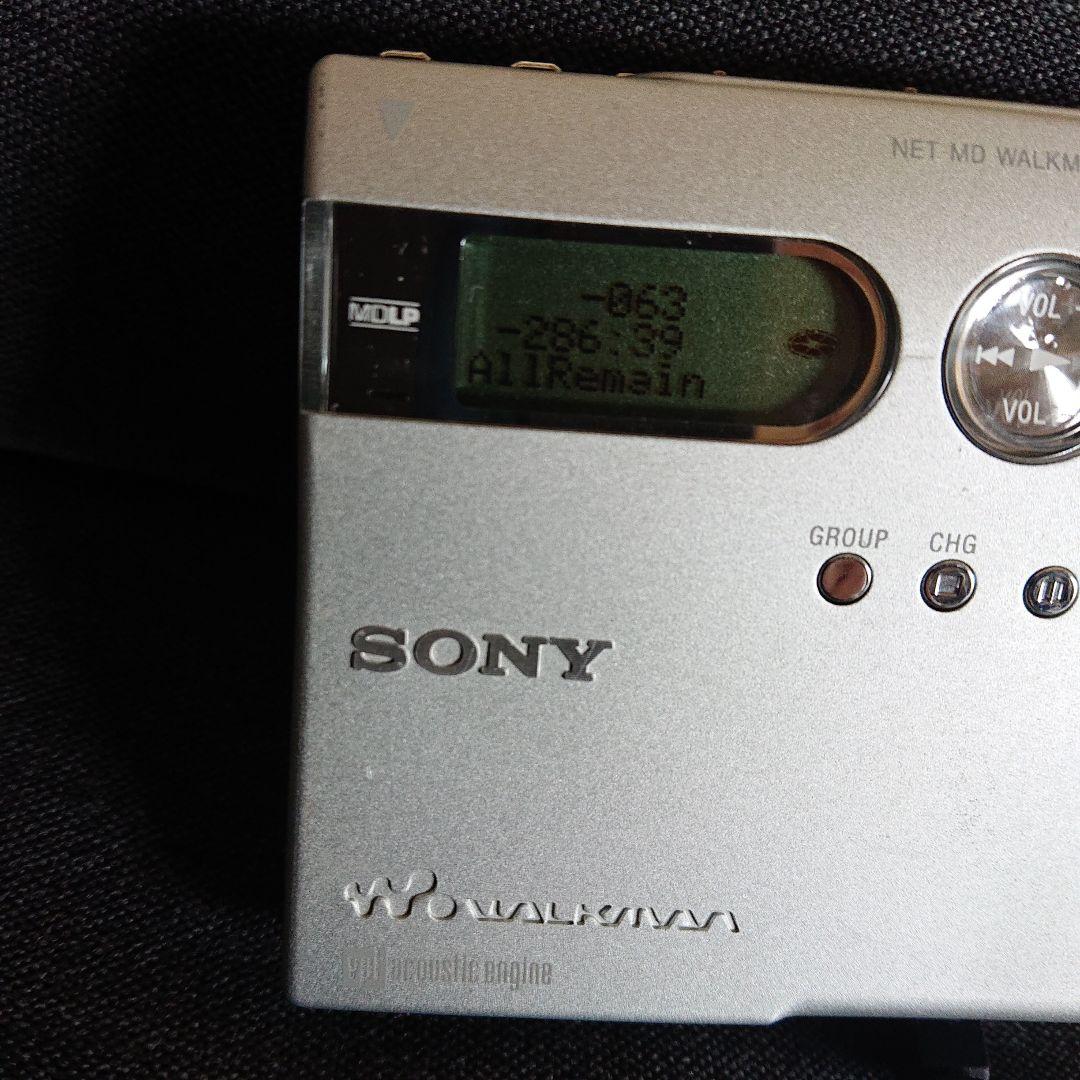 NET MD WALKM
MDLP
-063
-286:39
AllRemain
VOL -
VOL
GROUP
CHG
SONY
WALKMAN
acoustic engine